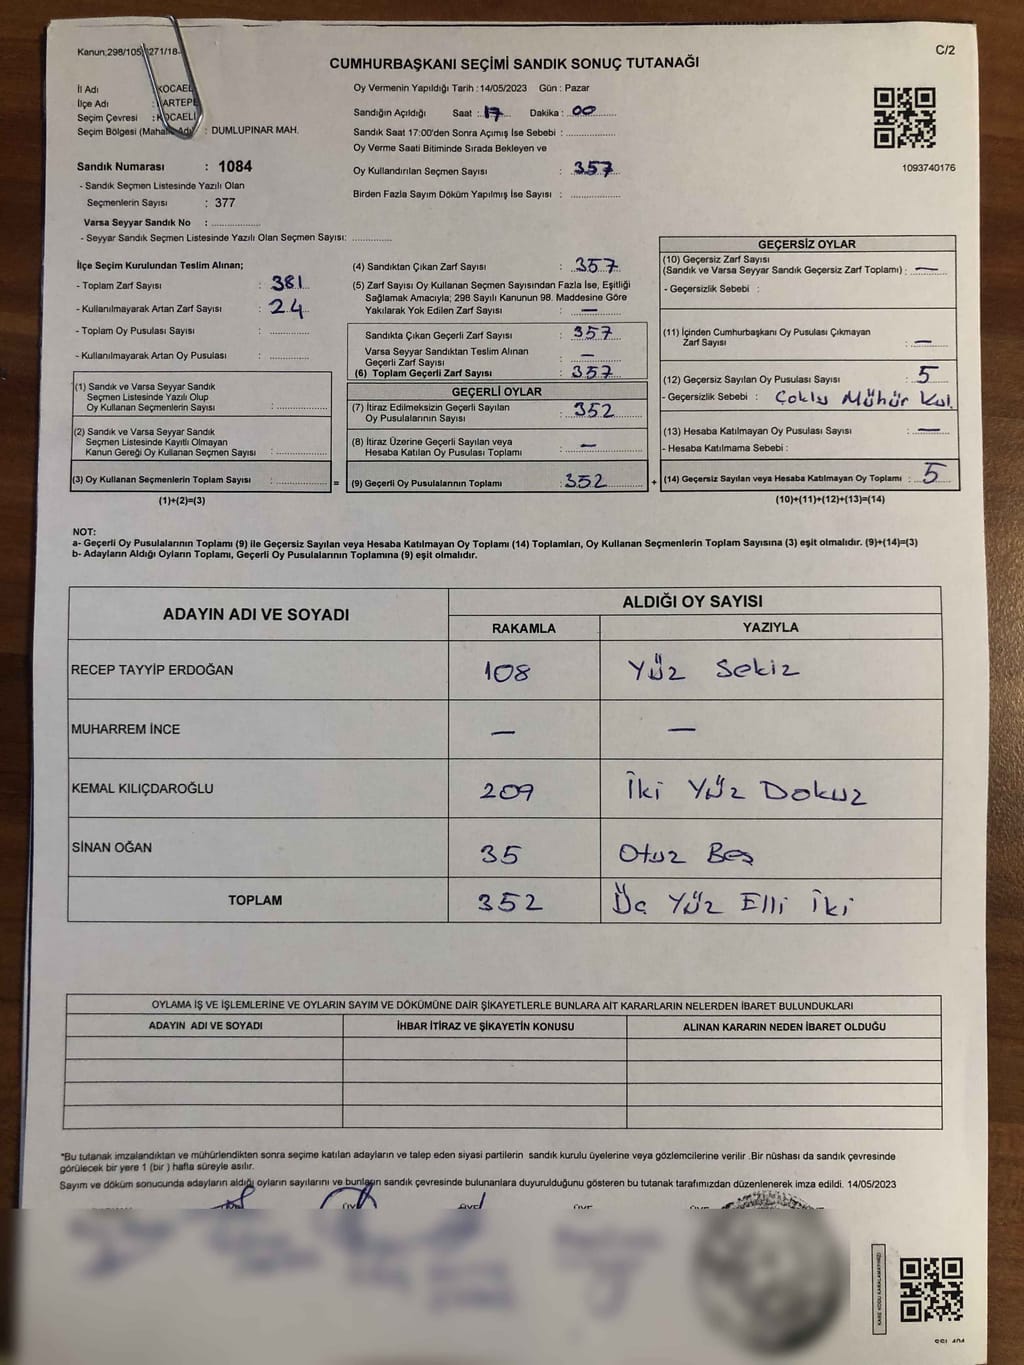 Kanun:298/105, 271/18-
C/2
CUMHURBAŞKANI SEÇİMİ SANDIK SONUÇ TUTANAĞI
İl Adı KOCAELİ
İlçe Adı : KARTEPE
Seçim Çevresi : KOCAELİ
Seçim Bölgesi (Mahalle Adı) : DUMLUPINAR MAH.
Oy Vermenin Yapıldığı Tarih : 14/05/2023 Gün : Pazar
Sandığın Açıldığı Saat : 17 Dakika : 00
Sandık Saat 17:00'den Sonra Açımış İse Sebebi :
Oy Verme Saati Bitiminde Sırada Bekleyen ve
Oy Kullandırılan Seçmen Sayısı : 357
Birden Fazla Sayım Döküm Yapılmış İse Sayısı :
1093740176
Sandık Numarası : 1084
- Sandık Seçmen Listesinde Yazılı Olan
Seçmenlerin Sayısı : 377
Varsa Seyyar Sandık No :
- Seyyar Sandık Seçmen Listesinde Yazılı Olan Seçmen Sayısı:
İlçe Seçim Kurulundan Teslim Alınan;
- Toplam Zarf Sayısı : 381
- Kullanılmayarak Artan Zarf Sayısı : 24
- Toplam Oy Pusulası Sayısı :
- Kullanılmayarak Artan Oy Pusulası :
(1) Sandık ve Varsa Seyyar Sandık
Seçmen Listesinde Yazılı Olup
Oy Kullanan Seçmenlerin Sayısı :
(2) Sandık ve Varsa Seyyar Sandık
Seçmen Listesinde Kayıtlı Olmayan
Kanun Gereği Oy Kullanan Seçmen Sayısı :
(3) Oy Kullanan Seçmenlerin Toplam Sayısı : =
(1)+(2)=(3)
(4) Sandıktan Çıkan Zarf Sayısı : 357
(5) Zarf Sayısı Oy Kullanan Seçmen Sayısından Fazla İse, Eşitliği
Sağlamak Amacıyla; 298 Sayılı Kanunun 98. Maddesine Göre
Yakılarak Yok Edilen Zarf Sayısı : —
Sandıkta Çıkan Geçerli Zarf Sayısı : 357
Varsa Seyyar Sandıktan Teslim Alınan
Geçerli Zarf Sayısı : —
(6) Toplam Geçerli Zarf Sayısı : 357
GEÇERLİ OYLAR
(7) İtiraz Edilmeksizin Geçerli Sayılan
Oy Pusulalarının Sayısı : 352
(8) İtiraz Üzerine Geçerli Sayılan veya
Hesaba Katılan Oy Pusulası Toplamı : —
(9) Geçerli Oy Pusulalarının Toplamı : 352 +
GEÇERSİZ OYLAR
(10) Geçersiz Zarf Sayısı
(Sandık ve Varsa Seyyar Sandık Geçersiz Zarf Toplamı) : —
- Geçersizlik Sebebi :
(11) İçinden Cumhurbaşkanı Oy Pusulası Çıkmayan
Zarf Sayısı : —
(12) Geçersiz Sayılan Oy Pusulası Sayısı : 5
- Geçersizlik Sebebi : Çoklu Mühür Kul.
(13) Hesaba Katılmayan Oy Pusulası Sayısı : —
- Hesaba Katılmama Sebebi :
(14) Geçersiz Sayılan veya Hesaba Katılmayan Oy Toplamı : 5
(10)+(11)+(12)+(13)=(14)
NOT:
a- Geçerli Oy Pusulalarının Toplamı (9) ile Geçersiz Sayılan veya Hesaba Katılmayan Oy Toplamı (14) Toplamları, Oy Kullanan Seçmenlerin Toplam Sayısına (3) eşit olmalıdır. (9)+(14)=(3)
b- Adayların Aldığı Oyların Toplamı, Geçerli Oy Pusulalarının Toplamına (9) eşit olmalıdır.
ADAYIN ADI VE SOYADI ALDIĞI OY SAYISI
RAKAMLA YAZIYLA
RECEP TAYYİP ERDOĞAN 108 Yüz Sekiz
MUHARREM İNCE — —
KEMAL KILIÇDAROĞLU 209 İki Yüz Dokuz
SİNAN OĞAN 35 Otuz Beş
TOPLAM 352 Üç Yüz Elli İki
OYLAMA İŞ VE İŞLEMLERİNE VE OYLARIN SAYIM VE DÖKÜMÜNE DAİR ŞİKAYETLERLE BUNLARA AİT KARARLARIN NELERDEN İBARET BULUNDUKLARI
ADAYIN ADI VE SOYADI İHBAR İTİRAZ VE ŞİKAYETİN KONUSU ALINAN KARARIN NEDEN İBARET OLDUĞU
*Bu tutanak imzalandıktan ve mühürlendikten sonra seçime katılan adayların ve talep eden siyasi partilerin sandık kurulu üyelerine veya gözlemcilerine verilir .Bir nüshası da sandık çevresinde
görülecek bir yere 1 (bir ) hafta süreyle asılır.
Sayım ve döküm sonucunda adayların aldığı oyların sayılarını ve bunların sandık çevresinde bulunanlara duyurulduğunu gösteren bu tutanak tarafımızdan düzenlenerek imza edildi. 14/05/2023
KARE KODU KARALAMAYINIZ!